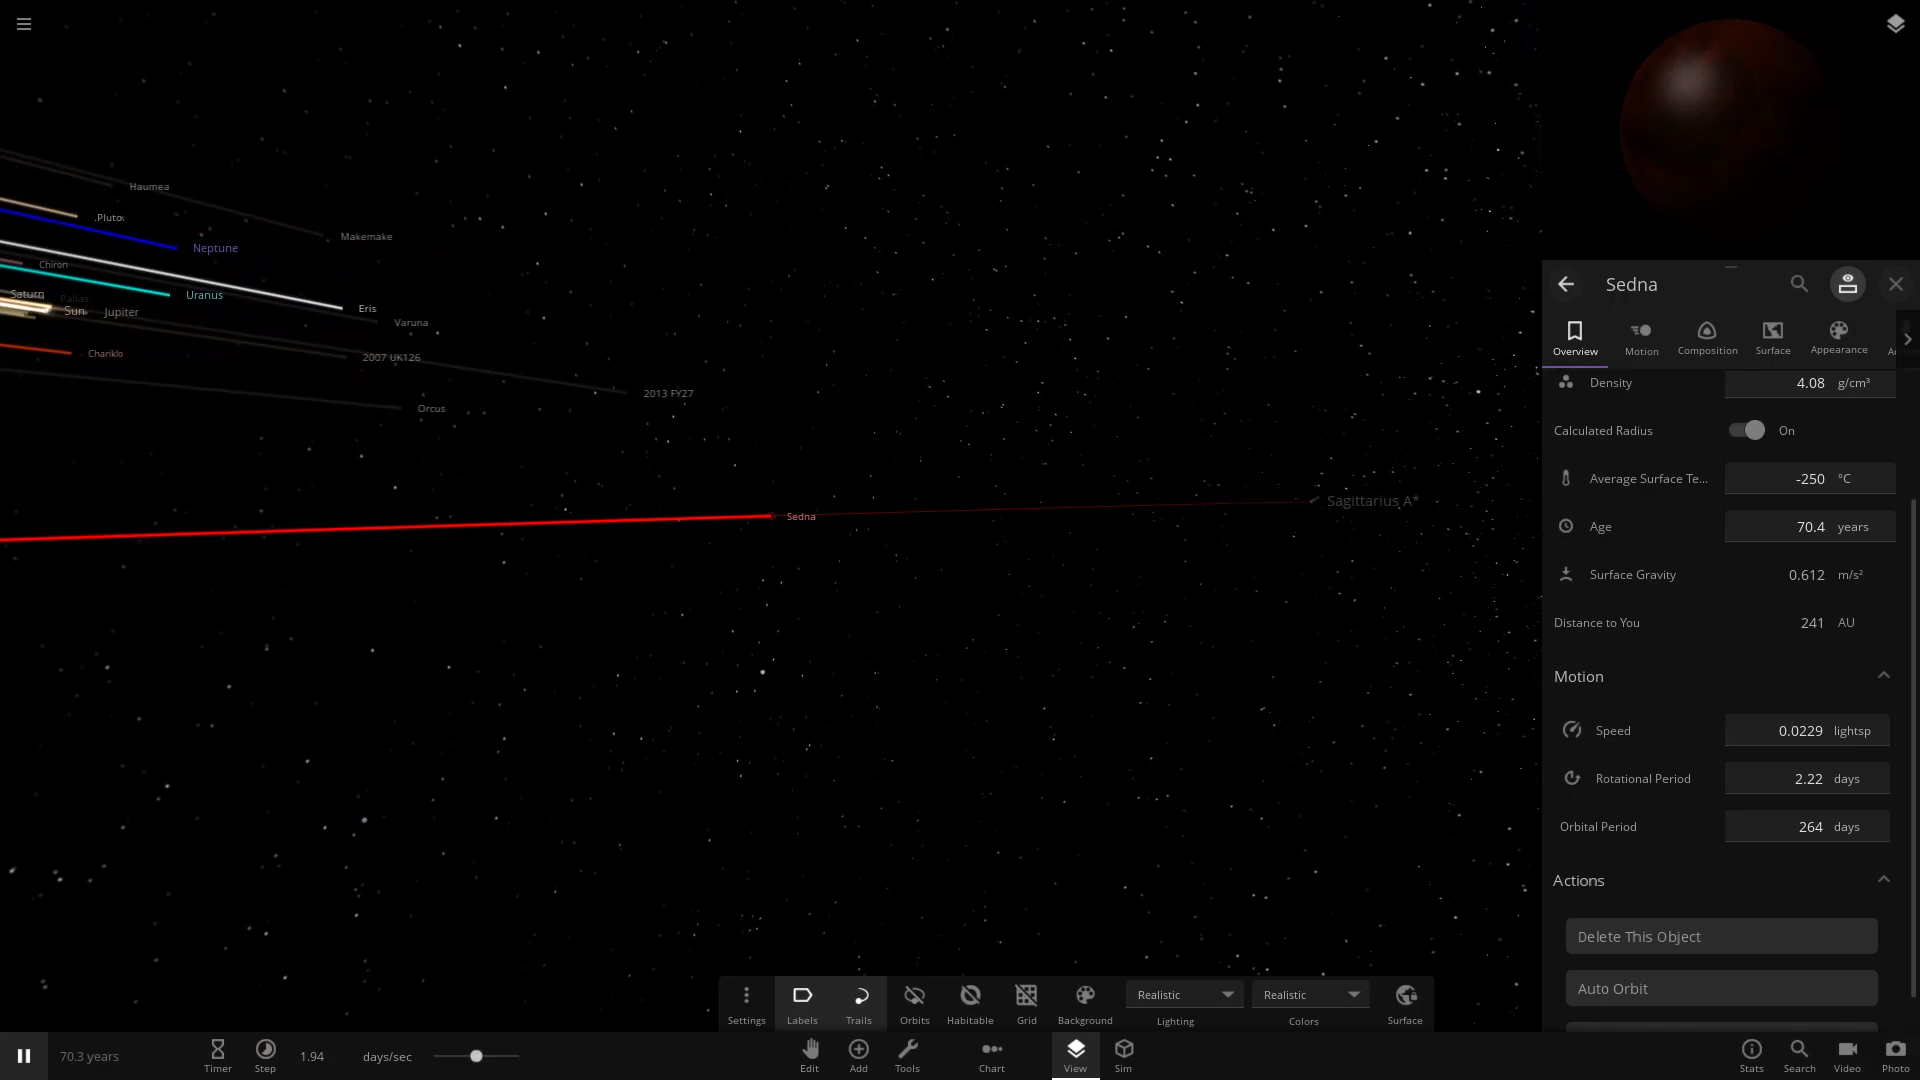 Haumea
.Pluto.
Makemake
Neptune
Chiron
Uranus
Saturn
Pallas
Sun
Jupiter
Eris
Varuna
Chariklo
2007 UK126
2013 FY27
Orcus
Sedna
Sagittarius A*
Sedna
Overview
Motion
Composition
Surface
Appearance
Density 4.08 g/cm³
Calculated Radius On
Average Surface Te... -250 °C
Age 70.4 years
Surface Gravity 0.612 m/s²
Distance to You 241 AU
Motion
Speed 0.0229 lightsp
Rotational Period 2.22 days
Orbital Period 264 days
Actions
Delete This Object
Auto Orbit
Settings
Labels
Trails
Orbits
Habitable
Grid
Background
Realistic
Lighting
Realistic
Colors
Surface
70.3 years
Timer
Step
1.94 days/sec
Edit
Add
Tools
Chart
View
Sim
Stats
Search
Video
Photo